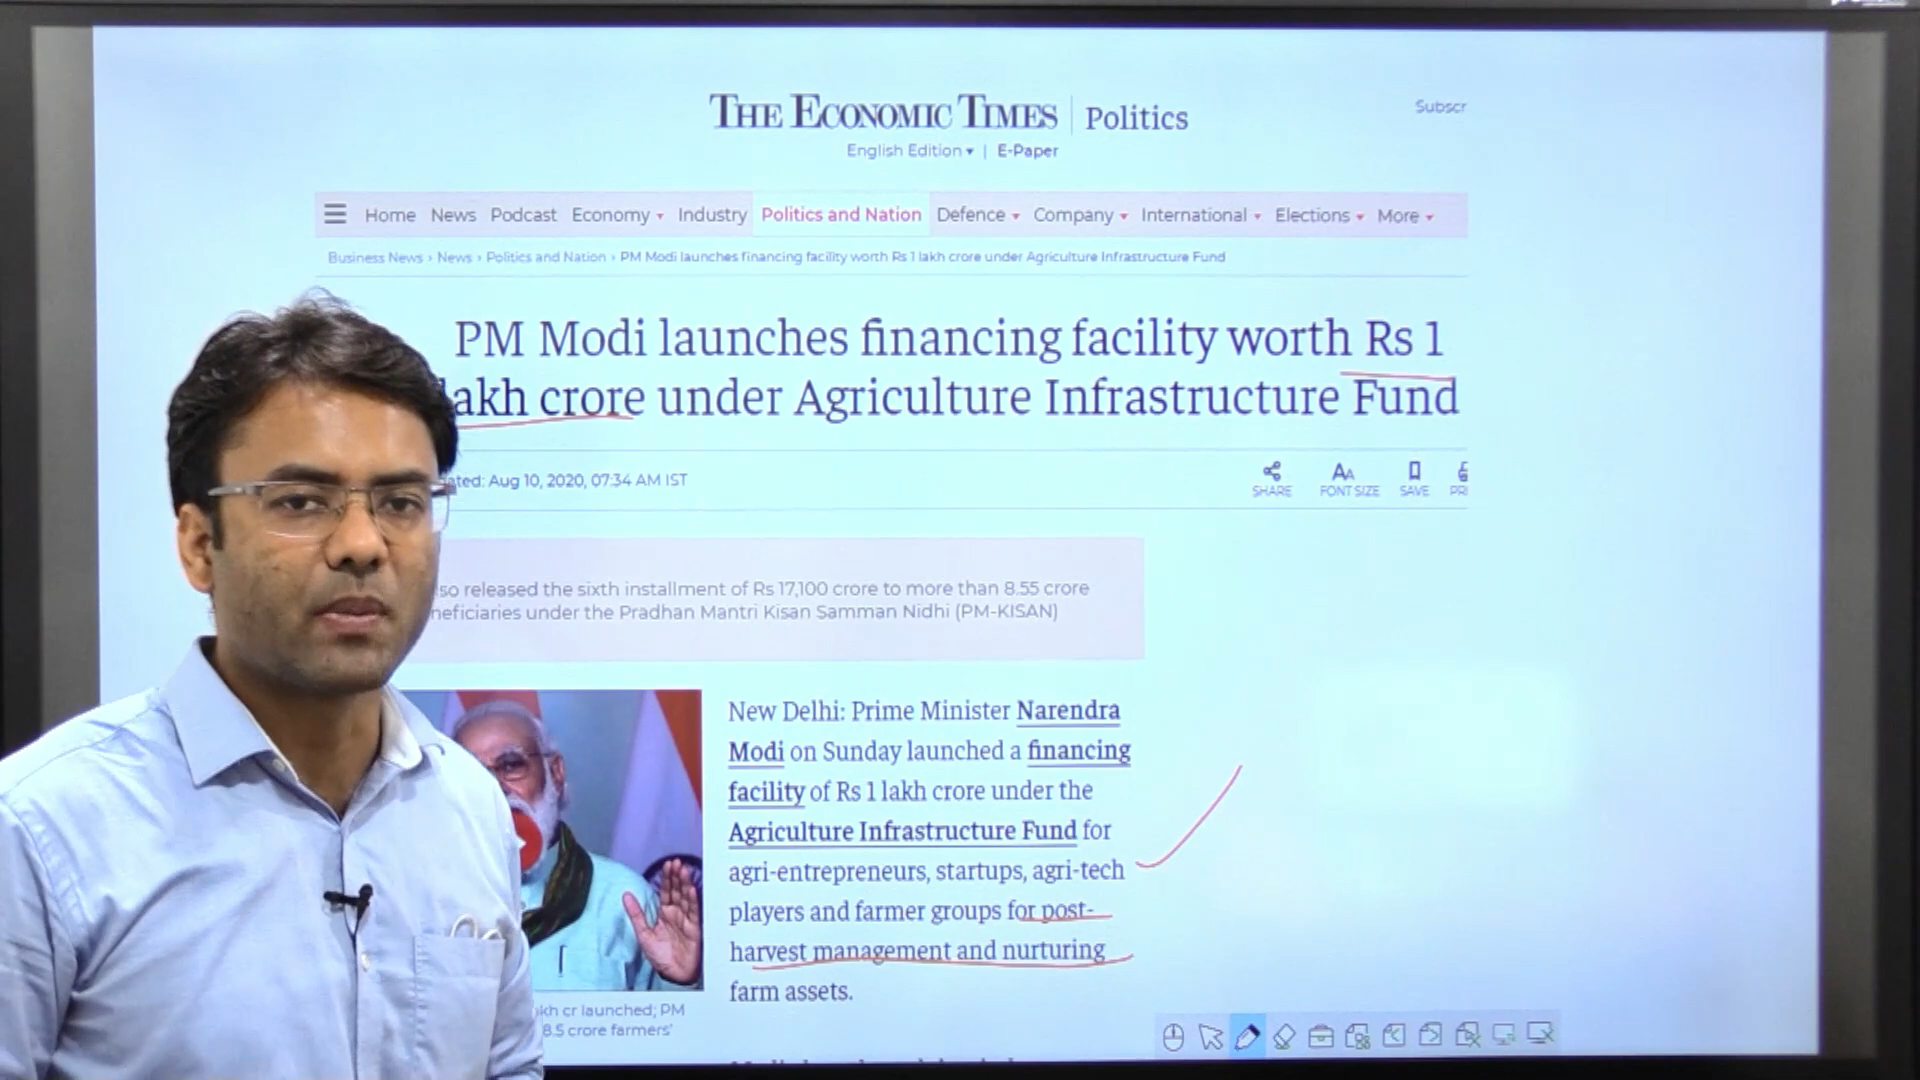 THE ECONOMIC TIMES | Politics
Subscr
English Edition ▾ | E-Paper
Home News Podcast Economy ▾ Industry Politics and Nation Defence ▾ Company ▾ International ▾ Elections ▾ More ▾
Business News › News › Politics and Nation › PM Modi launches financing facility worth Rs 1 lakh crore under Agriculture Infrastructure Fund
PM Modi launches financing facility worth Rs 1
lakh crore under Agriculture Infrastructure Fund
ated: Aug 10, 2020, 07:34 AM IST
SHARE FONT SIZE SAVE PRI
lso released the sixth installment of Rs 17,100 crore to more than 8.55 crore
neficiaries under the Pradhan Mantri Kisan Samman Nidhi (PM-KISAN)
New Delhi: Prime Minister Narendra
Modi on Sunday launched a financing
facility of Rs 1 lakh crore under the
Agriculture Infrastructure Fund for
agri-entrepreneurs, startups, agri-tech
players and farmer groups for post-
harvest management and nurturing
farm assets.
kh cr launched; PM
8.5 crore farmers'